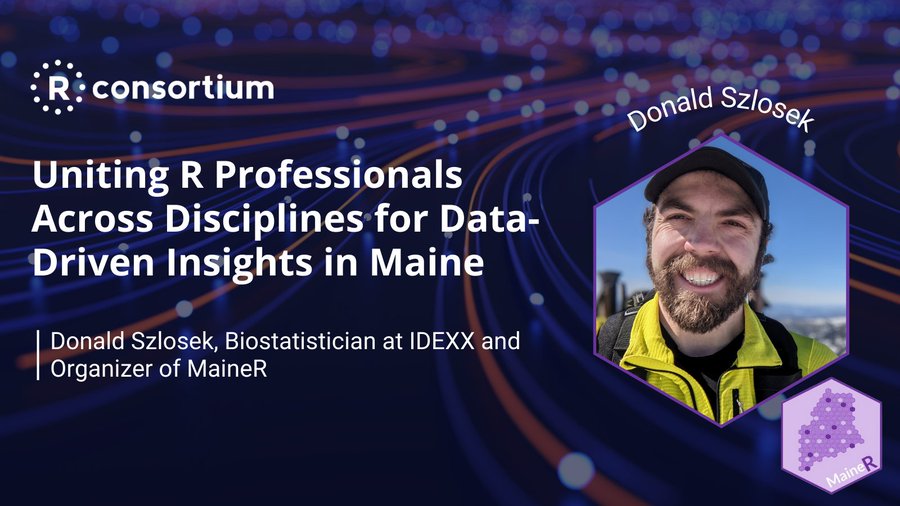 R consortium
Donald Szlosek
Uniting R Professionals
Across Disciplines for Data-
Driven Insights in Maine
Donald Szlosek, Biostatistician at IDEXX and
Organizer of MaineR
MaineR